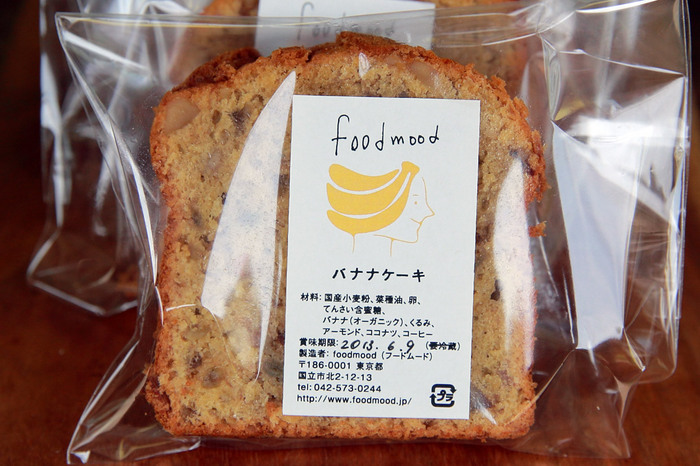 foodmood
バナナケーキ
材料：国産小麦粉、菜種油、卵、
てんさい含蜜糖、
バナナ（オーガニック）、くるみ、
アーモンド、ココナツ、コーヒー
賞味期限：2013.6.9（要冷蔵）
製造者：foodmood（フードムード）
〒186-0001 東京都
国立市北2-12-13
tel:042-573-0244
http://www.foodmood.jp/
プラ